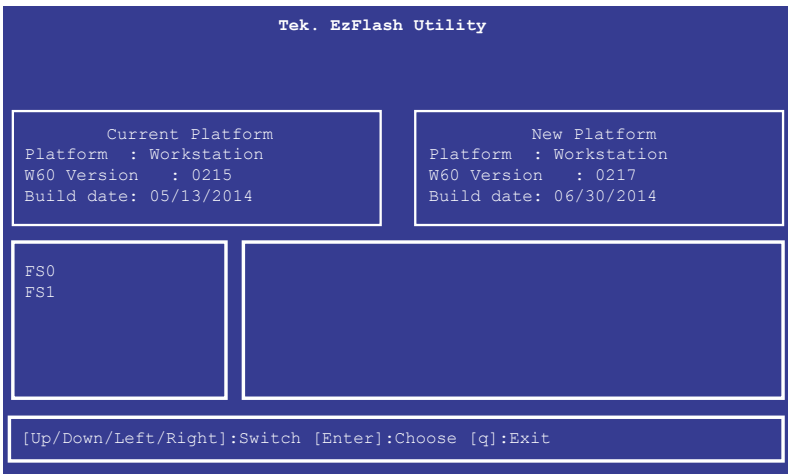 Tek. EzFlash Utility
Current Platform
Platform : Workstation
W60 Version : 0215
Build date: 05/13/2014
New Platform
Platform : Workstation
W60 Version : 0217
Build date: 06/30/2014
FS0
FS1
[Up/Down/Left/Right]:Switch [Enter]:Choose [q]:Exit